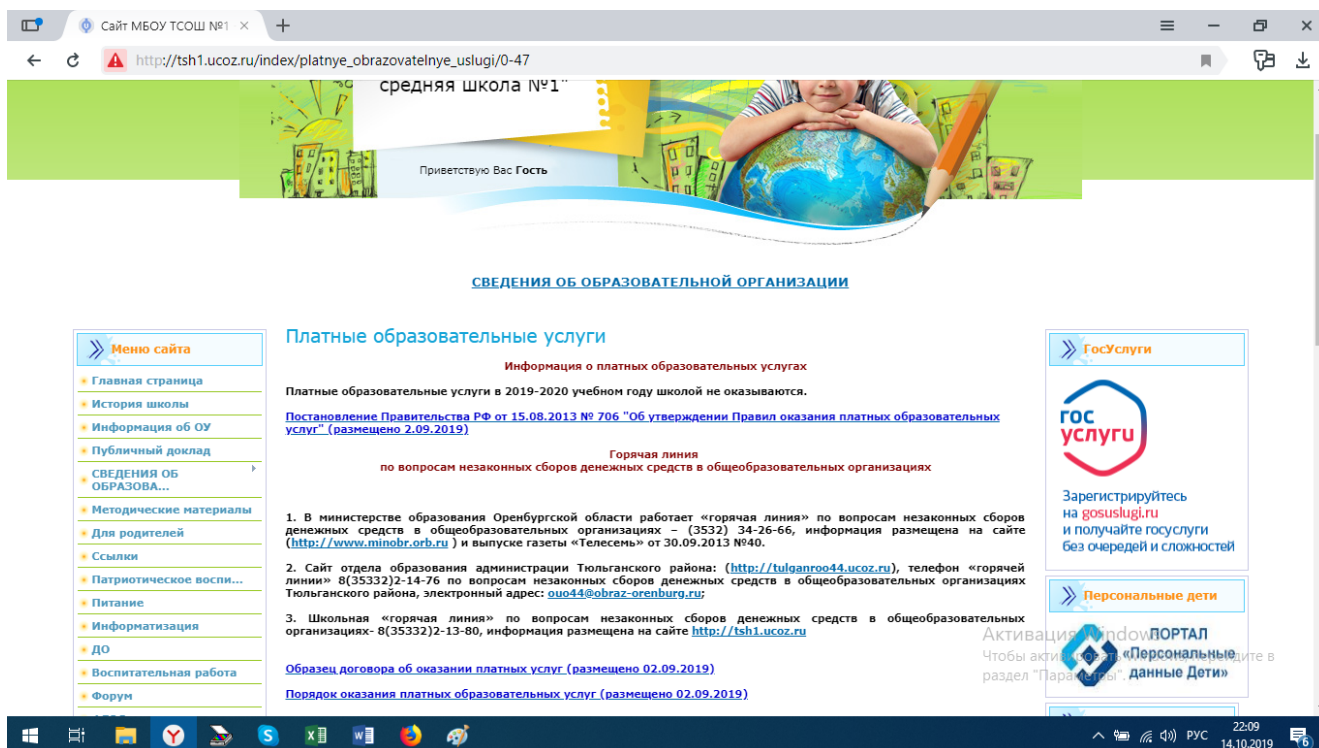 Сайт МБОУ ТСОШ №1
http://tsh1.ucoz.ru/index/platnye_obrazovatelnye_uslugi/0-47
средняя школа №1"
Приветствую Вас Гость
СВЕДЕНИЯ ОБ ОБРАЗОВАТЕЛЬНОЙ ОРГАНИЗАЦИИ
Меню сайта
Главная страница
История школы
Информация об ОУ
Публичный доклад
СВЕДЕНИЯ ОБ
ОБРАЗОВА...
Методические материалы
Для родителей
Ссылки
Патриотическое воспи...
Питание
Информатизация
ДО
Воспитательная работа
Форум
Платные образовательные услуги
Информация о платных образовательных услугах
Платные образовательные услуги в 2019-2020 учебном году школой не оказываются.
Постановление Правительства РФ от 15.08.2013 № 706 "Об утверждении Правил оказания платных образовательных
услуг" (размещено 2.09.2019)
Горячая линия
по вопросам незаконных сборов денежных средств в общеобразовательных организациях
1. В министерстве образования Оренбургской области работает «горячая линия» по вопросам незаконных сборов
денежных средств в общеобразовательных организациях – (3532) 34-26-66, информация размещена на сайте
(http://www.minobr.orb.ru ) и выпуске газеты «Телесемь» от 30.09.2013 №40.
2. Сайт отдела образования администрации Тюльганского района: (http://tulganroo44.ucoz.ru), телефон «горячей
линии» 8(35332)2-14-76 по вопросам незаконных сборов денежных средств в общеобразовательных организациях
Тюльганского района, электронный адрес: ouo44@obraz-orenburg.ru;
3. Школьная «горячая линия» по вопросам незаконных сборов денежных средств в общеобразовательных
организациях- 8(35332)2-13-80, информация размещена на сайте http://tsh1.ucoz.ru
Образец договора об оказании платных услуг (размещено 02.09.2019)
Порядок оказания платных образовательных услуг (размещено 02.09.2019)
ГосУслуги
гос
услуги
Зарегистрируйтесь
на gosuslugi.ru
и получайте госуслуги
без очередей и сложностей
Персональные дети
ПОРТАЛ
«Персональные
данные Дети»
Активация Windows
Чтобы активировать Windows, перейдите в
раздел "Параметры".
РУС
22:09
14.10.2019
6